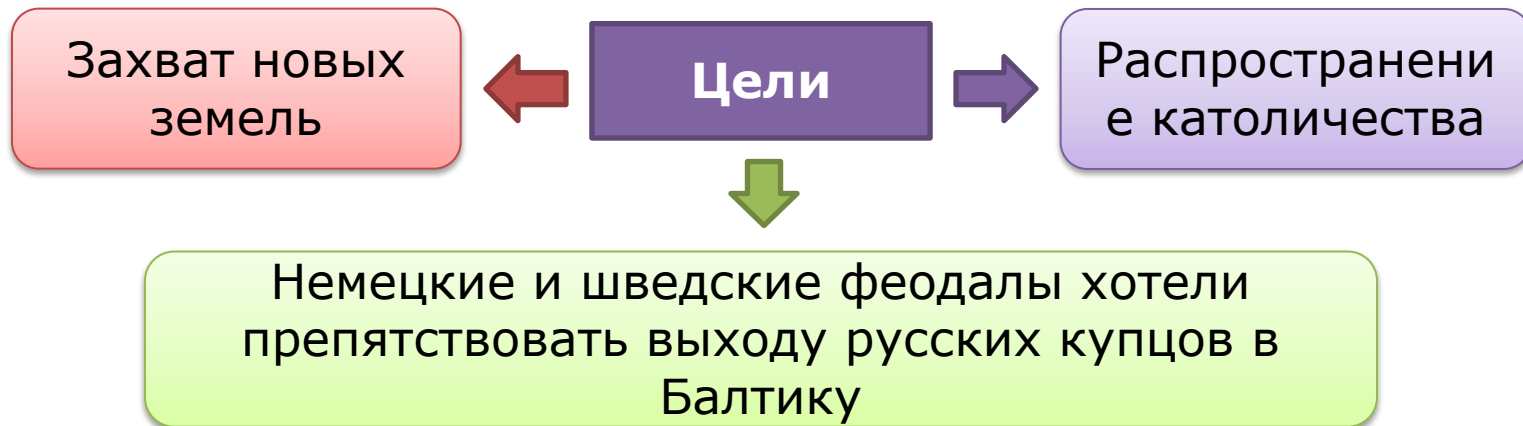 Захват новых
земель
Цели
Распространени
е католичества
Немецкие и шведские феодалы хотели
препятствовать выходу русских купцов в
Балтику